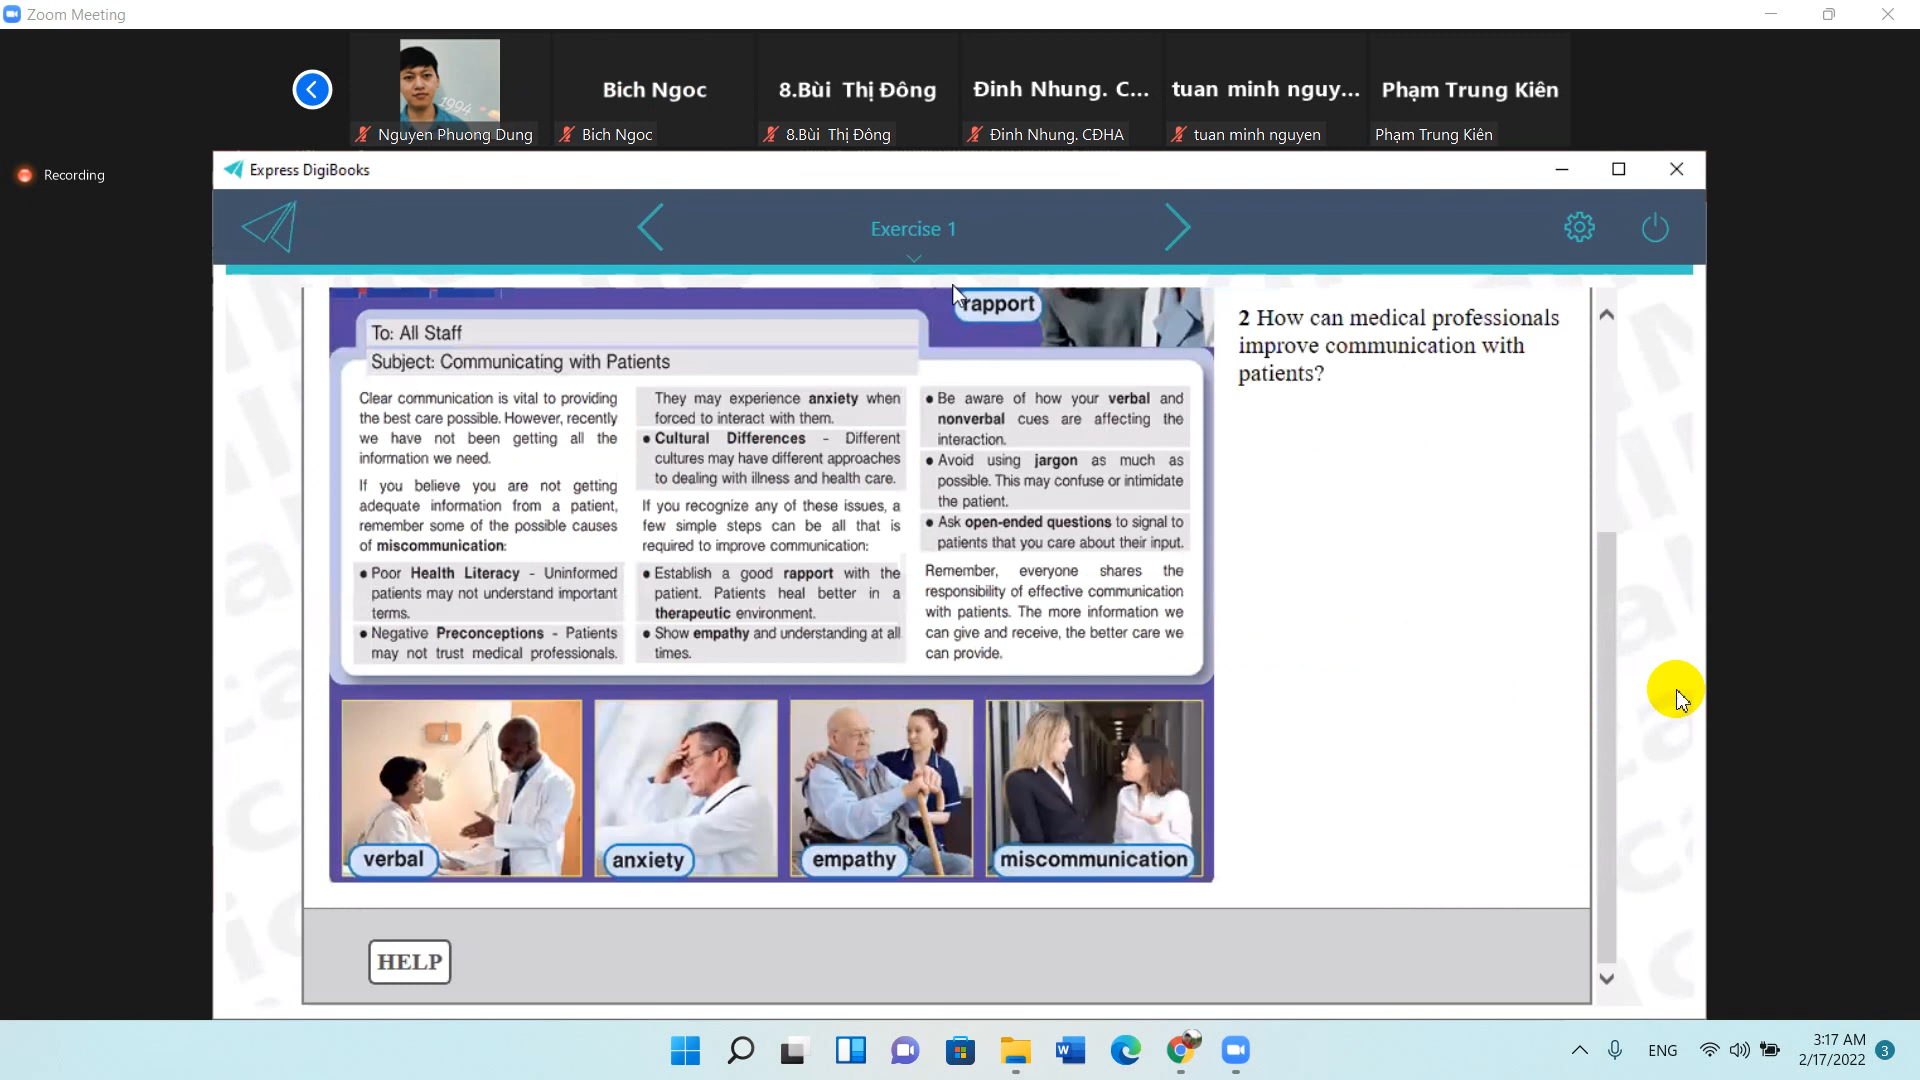 Zoom Meeting
1994
Bich Ngoc
8.Bùi Thị Đông
Đinh Nhung. C...
tuan minh nguy...
Phạm Trung Kiên
Nguyen Phuong Dung
Bich Ngoc
8.Bùi Thị Đông
Đinh Nhung. CĐHA
tuan minh nguyen
Phạm Trung Kiên
Recording
Express DigiBooks
Exercise 1
rapport
To: All Staff
Subject: Communicating with Patients
Clear communication is vital to providing
the best care possible. However, recently
we have not been getting all the
information we need.
If you believe you are not getting
adequate information from a patient,
remember some of the possible causes
of miscommunication:
• Poor Health Literacy - Uninformed
patients may not understand important
terms.
• Negative Preconceptions - Patients
may not trust medical professionals.
They may experience anxiety when
forced to interact with them.
• Cultural Differences - Different
cultures may have different approaches
to dealing with illness and health care.
If you recognize any of these issues, a
few simple steps can be all that is
required to improve communication:
• Establish a good rapport with the
patient. Patients heal better in a
therapeutic environment.
• Show empathy and understanding at all
times.
• Be aware of how your verbal and
nonverbal cues are affecting the
interaction.
• Avoid using jargon as much as
possible. This may confuse or intimidate
the patient.
• Ask open-ended questions to signal to
patients that you care about their input.
Remember, everyone shares the
responsibility of effective communication
with patients. The more information we
can give and receive, the better care we
can provide.
2 How can medical professionals
improve communication with
patients?
verbal
anxiety
empathy
miscommunication
HELP
ENG
3:17 AM
2/17/2022
3